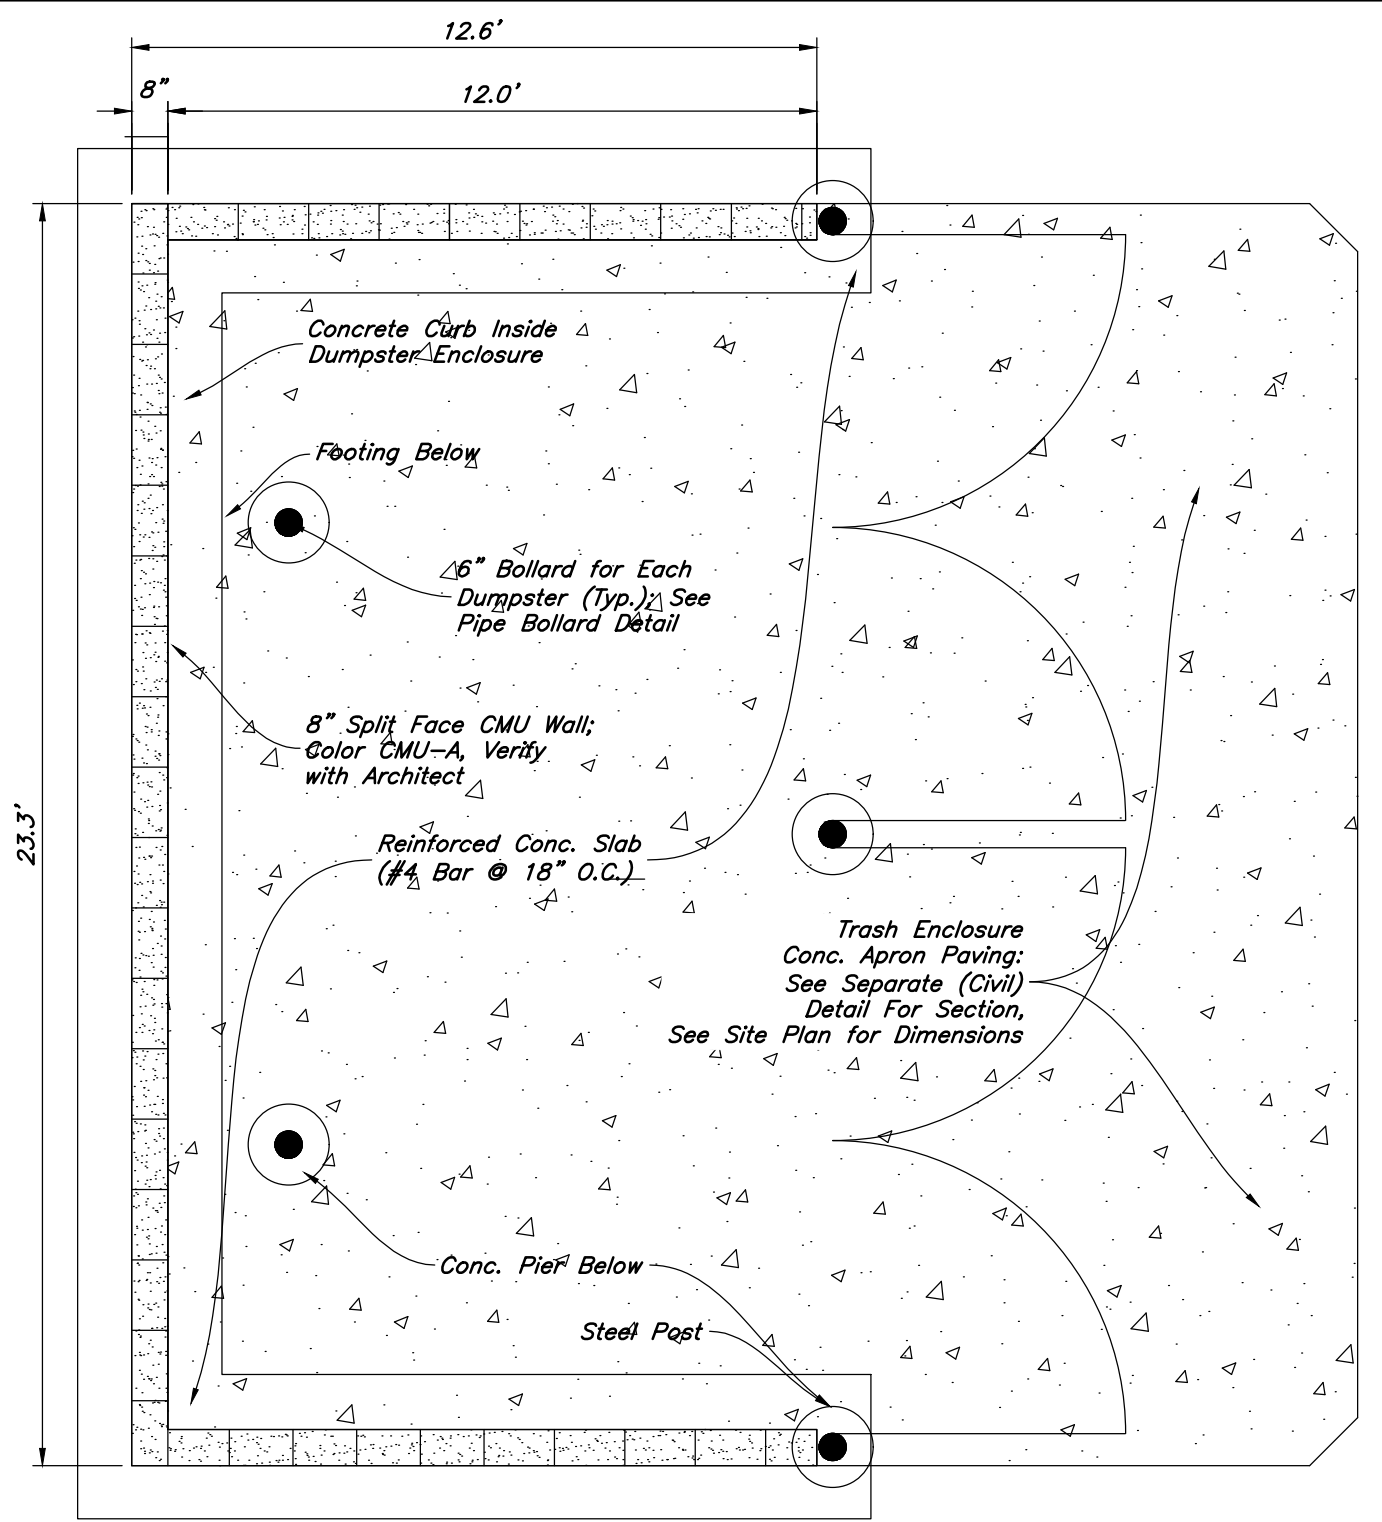 12.6'
8"
12.0'
Concrete Curb Inside
Dumpster Enclosure
Footing Below
6" Bollard for Each
Dumpster (Typ.); See
Pipe Bollard Detail
8" Split Face CMU Wall;
Color CMU-A, Verify
with Architect
23.3'
Reinforced Conc. Slab
(#4 Bar @ 18" O.C.)
Trash Enclosure
Conc. Apron Paving:
See Separate (Civil)
Detail For Section,
See Site Plan for Dimensions
Conc. Pier Below
Steel Post